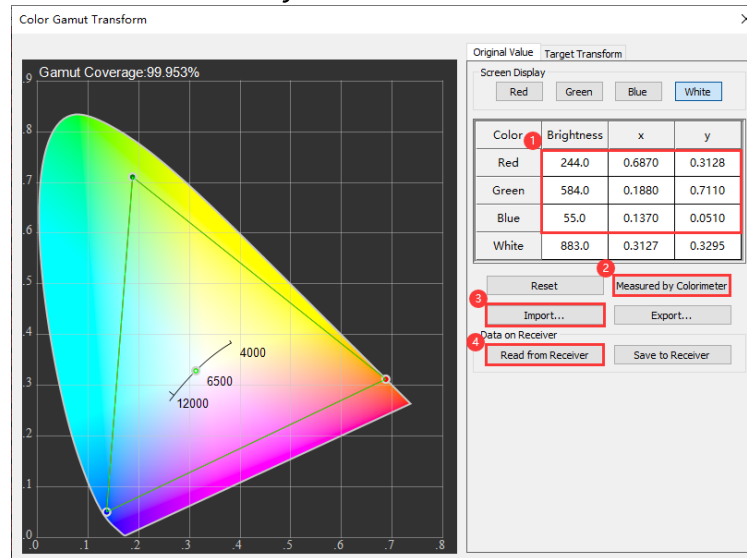 Color Gamut Transform
Gamut Coverage:99.953%
.9
.8
.7
.6
.5
.4
.3
.2
.1
.0
.0 .1 .2 .3 .4 .5 .6 .7 .8
4000
6500
12000
Original Value Target Transform
Screen Display
Red Green Blue White
Color Brightness x y
1
Red 244.0 0.6870 0.3128
Green 584.0 0.1880 0.7110
Blue 55.0 0.1370 0.0510
White 883.0 0.3127 0.3295
2
Reset Measured by Colorimeter
3
Import... Export...
Data on Receiver
4
Read from Receiver Save to Receiver